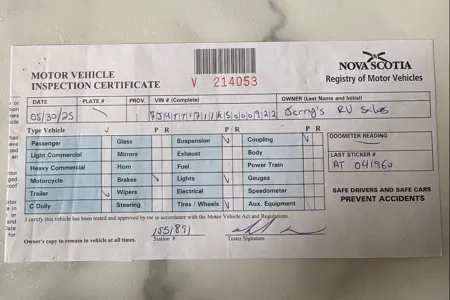 MOTOR VEHICLE
INSPECTION CERTIFICATE
V 214053
NOVA SCOTIA
Registry of Motor Vehicles
DATE PLATE # PROV. VIN # (Complete) OWNER (Last Name and Initial)
05/30/25 Jerry's RV Sales
Type Vehicle P R P R P R
Passenger Glass Suspension Coupling
Light Commercial Mirrors Exhaust Body
Heavy Commercial Horn Fuel Power Train
Motorcycle Brakes Lights Gauges
Trailer Wipers Electrical Speedometer
C Dolly Steering Tires / Wheels Aux. Equipment
ODOMETER READING
LAST STICKER #
AT 041960
SAFE DRIVERS AND SAFE CARS
PREVENT ACCIDENTS
I certify this vehicle has been tested and approved by me in accordance with the Motor Vehicle Act and Regulations.
Owner's copy to remain in vehicle at all times.
Station #
Tester Signature